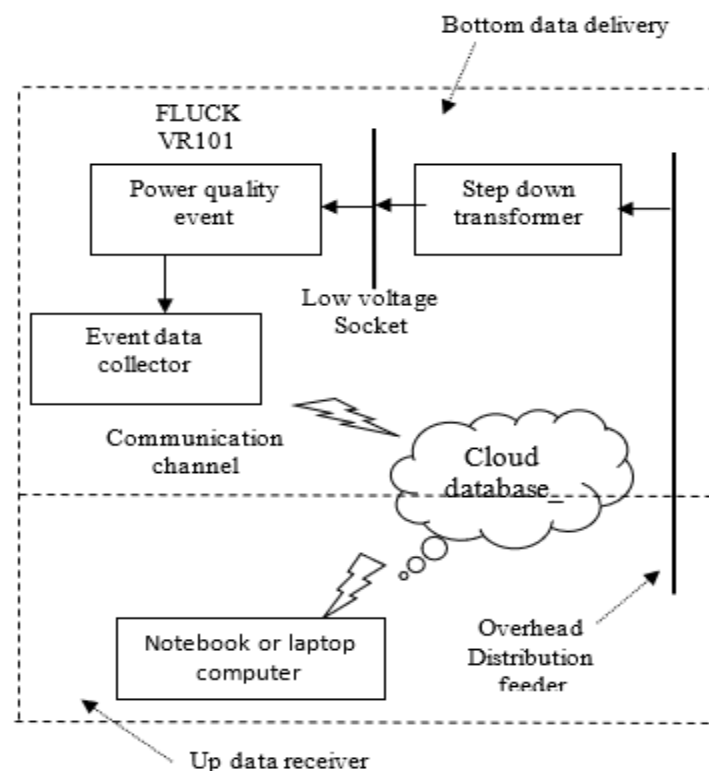 Bottom data delivery
FLUCK
VR101
Power quality
event
Step down
transformer
Low voltage
Socket
Event data
collector
Communication
channel
Cloud
database_
Notebook or laptop
computer
Overhead
Distribution
feeder
Up data receiver